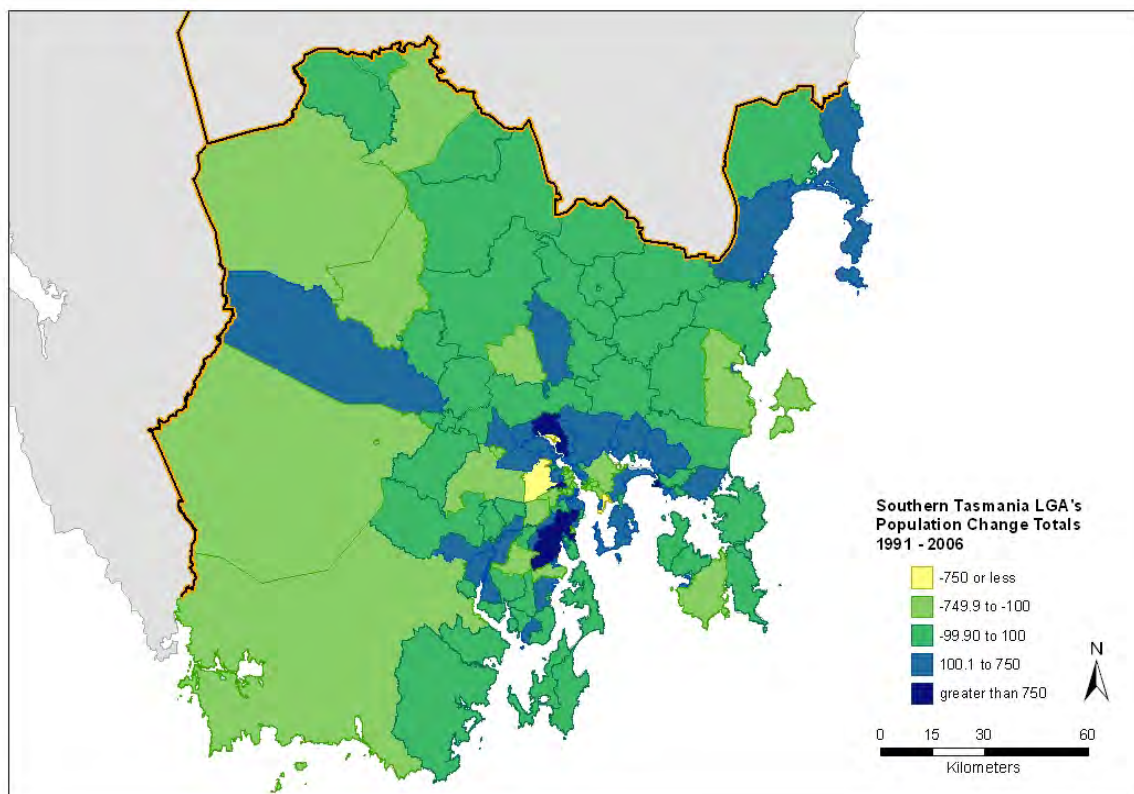 Southern Tasmania LGA's
Population Change Totals
1991 - 2006
-750 or less
-749.9 to -100
-99.90 to 100
100.1 to 750
greater than 750
N
0 15 30 60
Kilometers